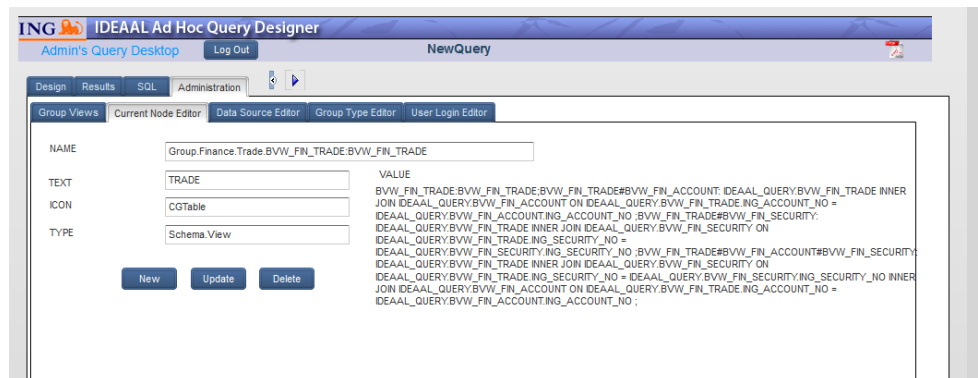 ING IDEAAL Ad Hoc Query Designer
Admin's Query Desktop Log Out NewQuery
Design Results SQL Administration
Group Views Current Node Editor Data Source Editor Group Type Editor User Login Editor
NAME Group.Finance.Trade.BVW_FIN_TRADE:BVW_FIN_TRADE
TEXT TRADE
ICON CGTable
TYPE Schema.View
New Update Delete
VALUE
BVW_FIN_TRADE:BVW_FIN_TRADE;BVW_FIN_TRADE#BVW_FIN_ACCOUNT: IDEAAL_QUERY.BVW_FIN_TRADE INNER
JOIN IDEAAL_QUERY.BVW_FIN_ACCOUNT ON IDEAAL_QUERY.BVW_FIN_TRADE.ING_ACCOUNT_NO =
IDEAAL_QUERY.BVW_FIN_ACCOUNT.ING_ACCOUNT_NO ;BVW_FIN_TRADE#BVW_FIN_SECURITY:
IDEAAL_QUERY.BVW_FIN_TRADE INNER JOIN IDEAAL_QUERY.BVW_FIN_SECURITY ON
IDEAAL_QUERY.BVW_FIN_TRADE.ING_SECURITY_NO =
IDEAAL_QUERY.BVW_FIN_SECURITY.ING_SECURITY_NO ;BVW_FIN_TRADE#BVW_FIN_ACCOUNT#BVW_FIN_SECURITY:
IDEAAL_QUERY.BVW_FIN_TRADE INNER JOIN IDEAAL_QUERY.BVW_FIN_SECURITY ON
IDEAAL_QUERY.BVW_FIN_TRADE.ING_SECURITY_NO = IDEAAL_QUERY.BVW_FIN_SECURITY.ING_SECURITY_NO INNER
JOIN IDEAAL_QUERY.BVW_FIN_ACCOUNT ON IDEAAL_QUERY.BVW_FIN_TRADE.ING_ACCOUNT_NO =
IDEAAL_QUERY.BVW_FIN_ACCOUNT.ING_ACCOUNT_NO ;